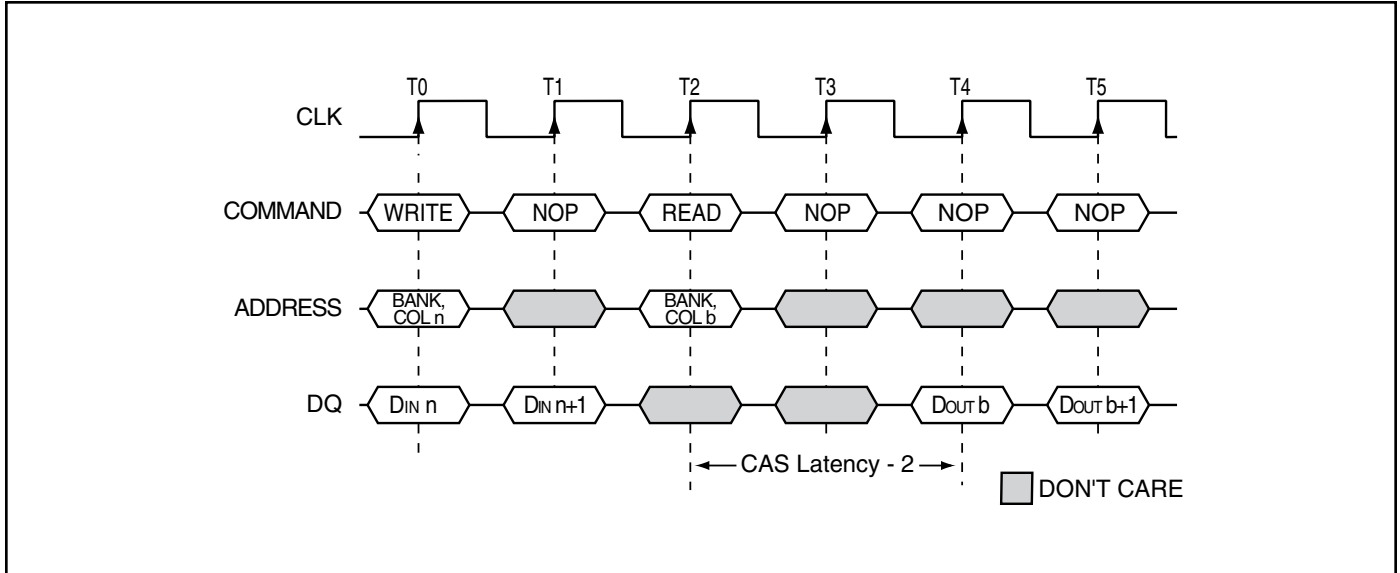 T0 T1 T2 T3 T4 T5
CLK
COMMAND WRITE NOP READ NOP NOP NOP
ADDRESS BANK, COL n BANK, COL b
DQ DIN n DIN n+1 DOUT b DOUT b+1
CAS Latency - 2
DON'T CARE